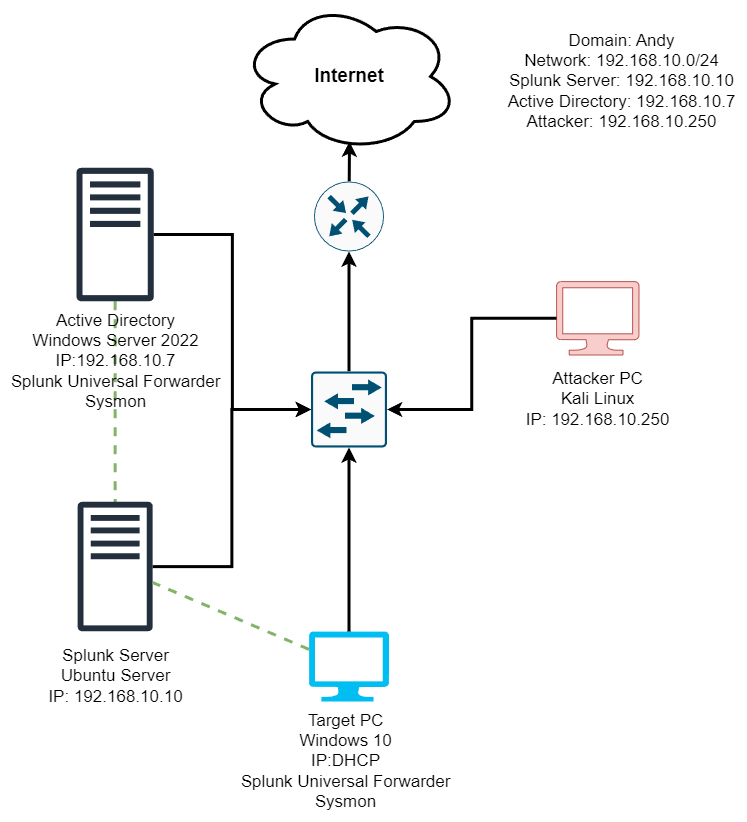 Internet
Domain: Andy
Network: 192.168.10.0/24
Splunk Server: 192.168.10.10
Active Directory: 192.168.10.7
Attacker: 192.168.10.250
Active Directory
Windows Server 2022
IP:192.168.10.7
Splunk Universal Forwarder
Sysmon
Attacker PC
Kali Linux
IP: 192.168.10.250
Splunk Server
Ubuntu Server
IP: 192.168.10.10
Target PC
Windows 10
IP:DHCP
Splunk Universal Forwarder
Sysmon